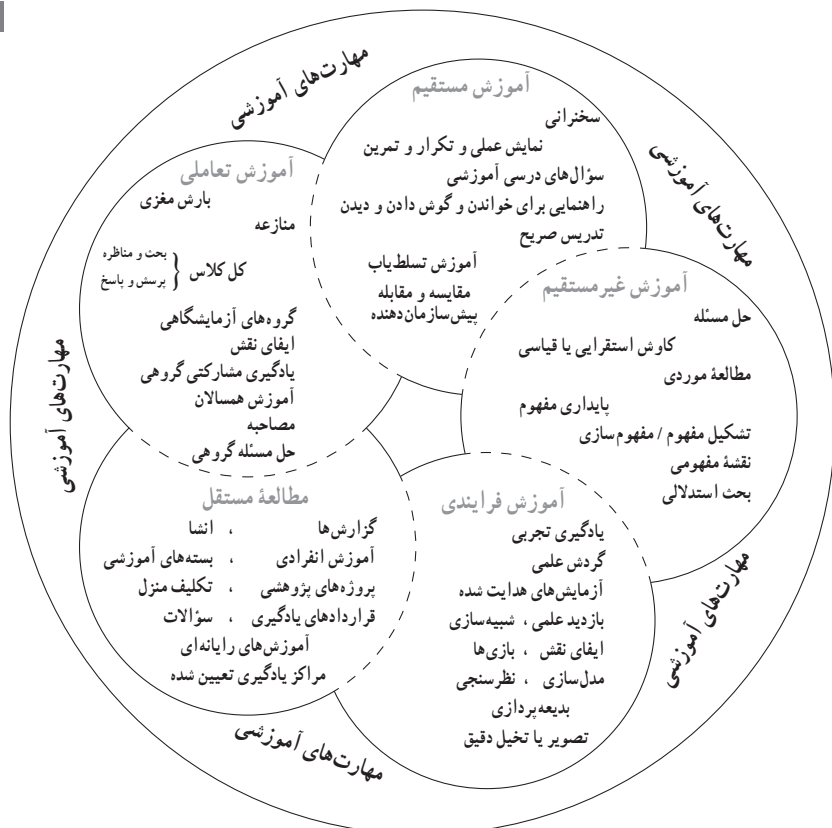 مهارت‌های آموزشی
مهارت‌های آموزشی
آموزش مستقیم
سخنرانی
نمایش عملی و تکرار و تمرین
سؤال‌های درسی آموزشی
راهنمایی برای خواندن و گوش دادن و دیدن
تدریس صریح
آموزش تسلط‌یاب
مقایسه و مقابله
پیش‌سازمان‌دهنده
آموزش تعاملی
بارش مغزی
منازعه
کل کلاس { بحث و مناظره
پرسش و پاسخ
گروه‌های آزمایشگاهی
ایفای نقش
یادگیری مشارکتی گروهی
آموزش همسالان
مصاحبه
حل مسئله گروهی
آموزش غیرمستقیم
حل مسئله
کاوش استقرایی یا قیاسی
مطالعهٔ موردی
پایداری مفهوم
تشکیل مفهوم / مفهوم‌سازی
نقشهٔ مفهومی
بحث استدلالی
مهارت‌های آموزشی
آموزش فرایندی
یادگیری تجربی
گردش علمی
آزمایش‌های هدایت شده
بازدید علمی ، شبیه‌سازی
ایفای نقش ، بازی‌ها
مدل‌سازی ، نظرسنجی
بدیعه‌پردازی
تصویر یا تخیل دقیق
مطالعهٔ مستقل
گزارش‌ها ، انشا
آموزش انفرادی ، بسته‌های آموزشی
پروژه‌های پژوهشی ، تکلیف منزل
قراردادهای یادگیری ، سؤالات
آموزش‌های رایانه‌ای
مراکز یادگیری تعیین شده
مهارت‌های آموزشی
مهارت‌های آموزشی